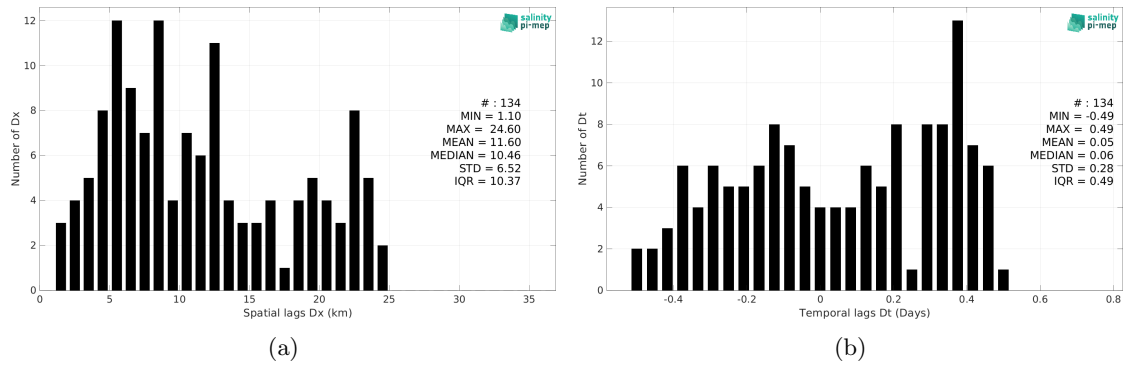 salinity
pi-mep
Number of Dx
12
10
8
6
4
2
0
# : 134
MIN = 1.10
MAX = 24.60
MEAN = 11.60
MEDIAN = 10.46
STD = 6.52
IQR = 10.37
0 5 10 15 20 25 30 35
Spatial lags Dx (km)
(a)
salinity
pi-mep
Number of Dt
12
10
8
6
4
2
0
# : 134
MIN = -0.49
MAX = 0.49
MEAN = 0.05
MEDIAN = 0.06
STD = 0.28
IQR = 0.49
-0.4 -0.2 0 0.2 0.4 0.6 0.8
Temporal lags Dt (Days)
(b)